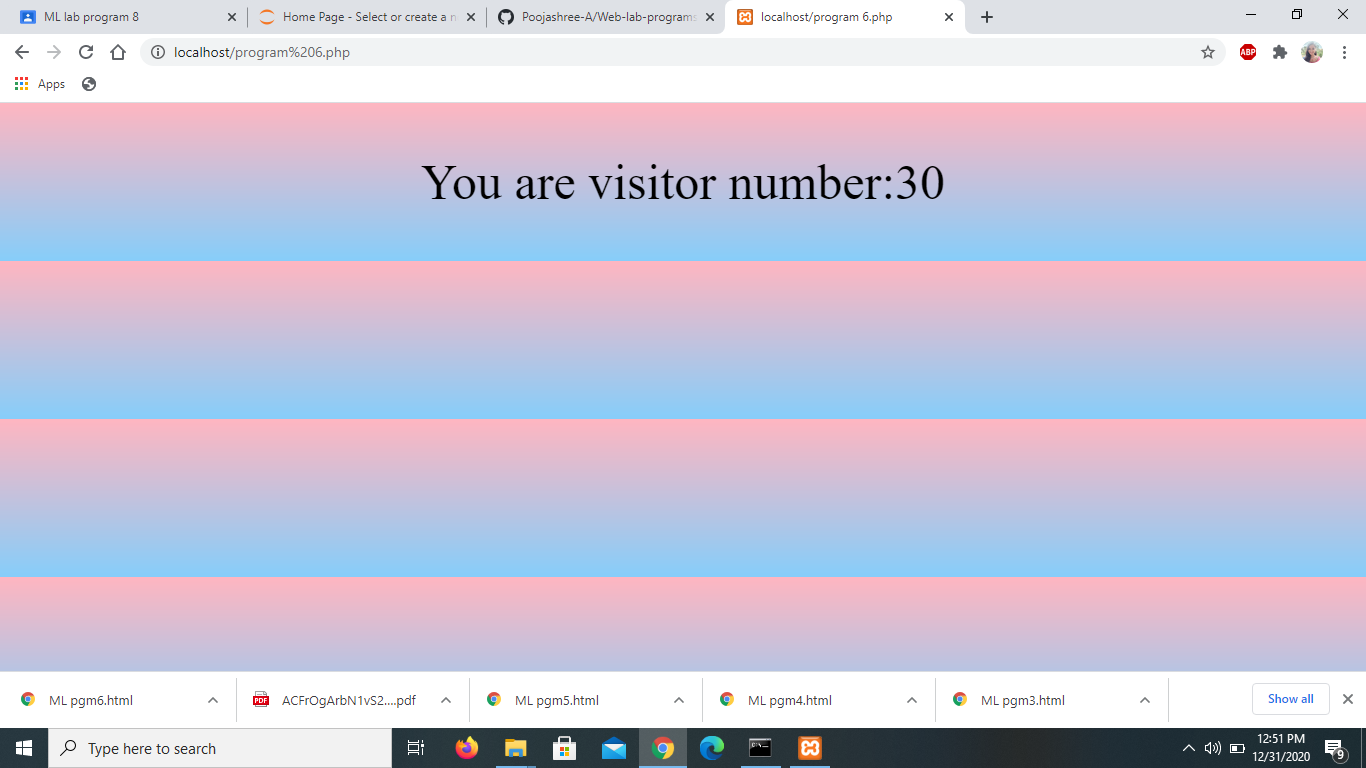 ML lab program 8
Home Page - Select or create a n
Poojashree-A/Web-lab-programs
localhost/program 6.php
localhost/program%206.php
ABP
Apps
You are visitor number:30
ML pgm6.html
PDF
ACFrOgArbN1vS2....pdf
ML pgm5.html
ML pgm4.html
ML pgm3.html
Show all
Type here to search
12:51 PM
12/31/2020
9